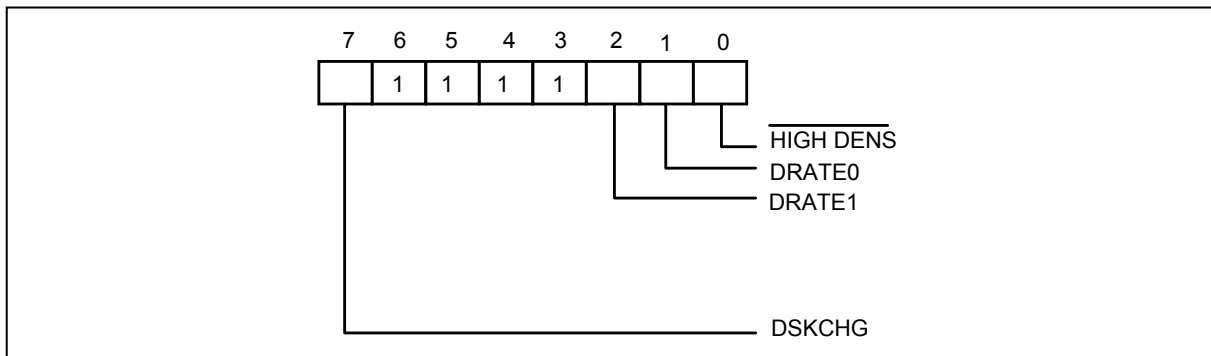 7 6 5 4 3 2 1 0
1 1 1 1
HIGH DENS
DRATE0
DRATE1
DSKCHG